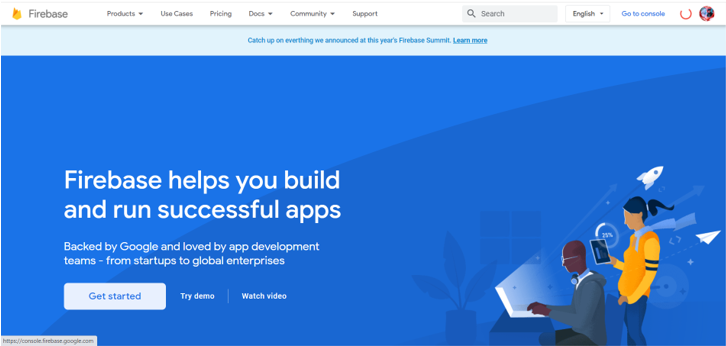 Firebase Products Use Cases Pricing Docs Community Support Search English Go to console
Catch up on everthing we announced at this year's Firebase Summit. Learn more
Firebase helps you build
and run successful apps
Backed by Google and loved by app development
teams - from startups to global enterprises
Get started Try demo Watch video
25%
https://console.firebase.google.com